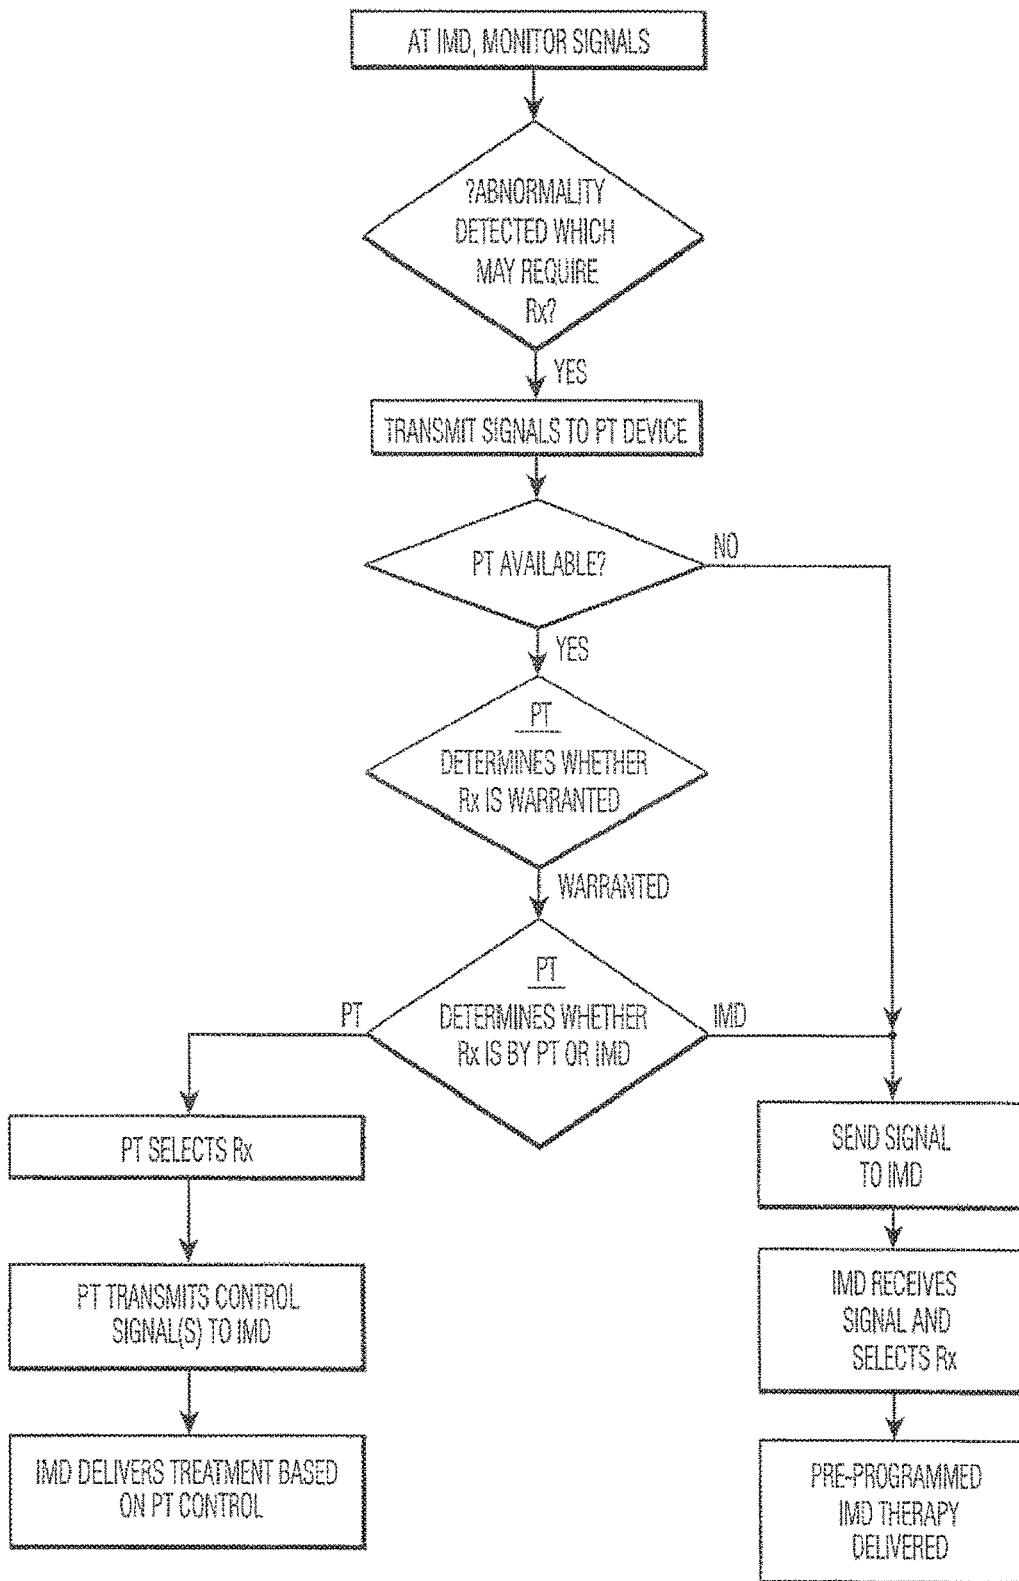 AT IMD, MONITOR SIGNALS
?ABNORMALITY
DETECTED WHICH
MAY REQUIRE
Rx?
YES
TRANSMIT SIGNALS TO PT DEVICE
PT AVAILABLE?
NO
YES
PT
DETERMINES WHETHER
Rx IS WARRANTED
WARRANTED
PT
DETERMINES WHETHER
Rx IS BY PT OR IMD
PT
IMD
PT SELECTS Rx
PT TRANSMITS CONTROL
SIGNAL(S) TO IMD
IMD DELIVERS TREATMENT BASED
ON PT CONTROL
SEND SIGNAL
TO IMD
IMD RECEIVES
SIGNAL AND
SELECTS Rx
PRE-PROGRAMMED
IMD THERAPY
DELIVERED